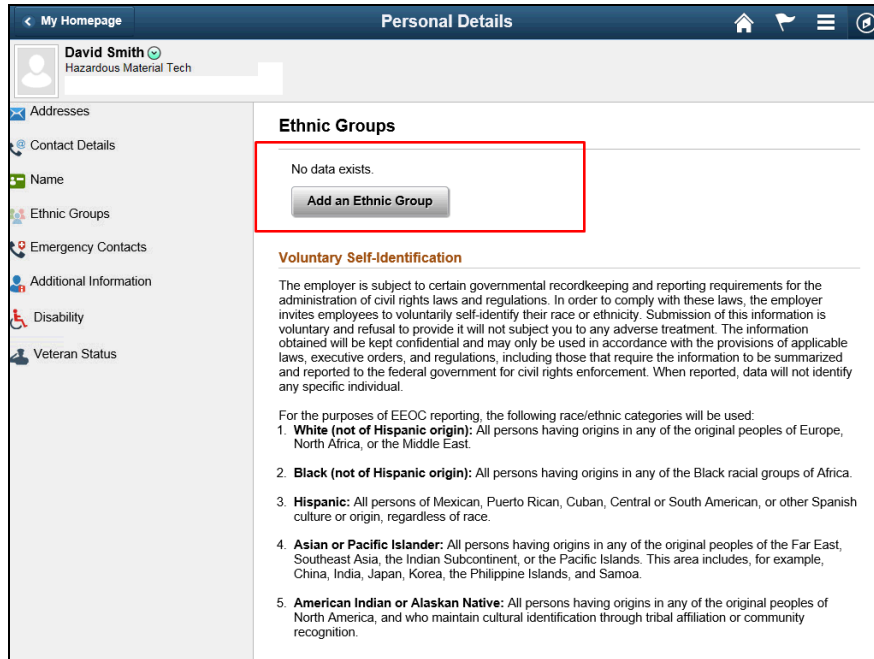 My Homepage
Personal Details
David Smith
Hazardous Material Tech
Addresses
Contact Details
Name
Ethnic Groups
Emergency Contacts
Additional Information
Disability
Veteran Status
Ethnic Groups
No data exists.
Add an Ethnic Group
Voluntary Self-Identification
The employer is subject to certain governmental recordkeeping and reporting requirements for the
administration of civil rights laws and regulations. In order to comply with these laws, the employer
invites employees to voluntarily self-identify their race or ethnicity. Submission of this information is
voluntary and refusal to provide it will not subject you to any adverse treatment. The information
obtained will be kept confidential and may only be used in accordance with the provisions of applicable
laws, executive orders, and regulations, including those that require the information to be summarized
and reported to the federal government for civil rights enforcement. When reported, data will not identify
any specific individual.
For the purposes of EEOC reporting, the following race/ethnic categories will be used:
1. White (not of Hispanic origin): All persons having origins in any of the original peoples of Europe,
North Africa, or the Middle East.
2. Black (not of Hispanic origin): All persons having origins in any of the Black racial groups of Africa.
3. Hispanic: All persons of Mexican, Puerto Rican, Cuban, Central or South American, or other Spanish
culture or origin, regardless of race.
4. Asian or Pacific Islander: All persons having origins in any of the original peoples of the Far East,
Southeast Asia, the Indian Subcontinent, or the Pacific Islands. This area includes, for example,
China, India, Japan, Korea, the Philippine Islands, and Samoa.
5. American Indian or Alaskan Native: All persons having origins in any of the original peoples of
North America, and who maintain cultural identification through tribal affiliation or community
recognition.